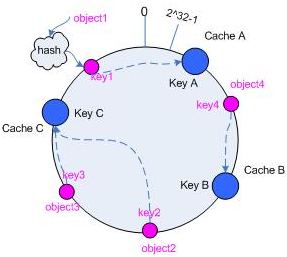 object1
0
2^32-1
hash
Cache A
key1
Key A
object4
key4
Key C
Cache C
Cache B
Key B
key3
object3
key2
object2